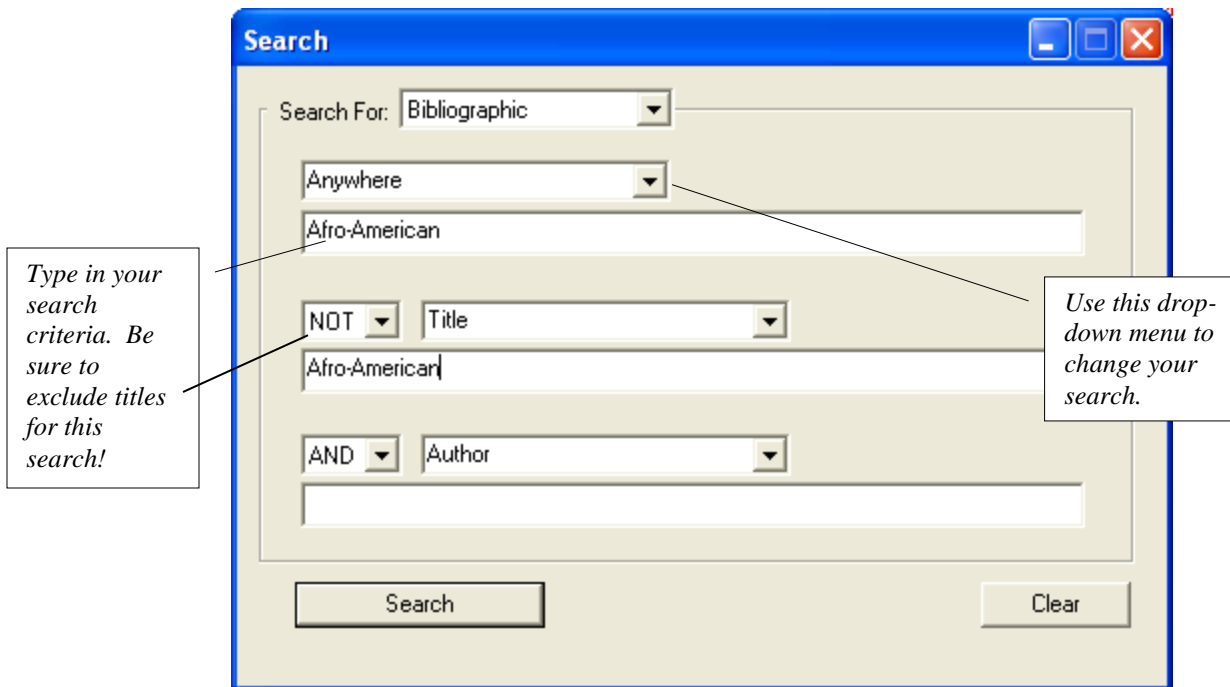 Search
Search For: Bibliographic
Anywhere
Afro-American
NOT Title
Afro-American
AND Author
Search Clear
Type in your
search
criteria. Be
sure to
exclude titles
for this
search!
Use this drop-
down menu to
change your
search.